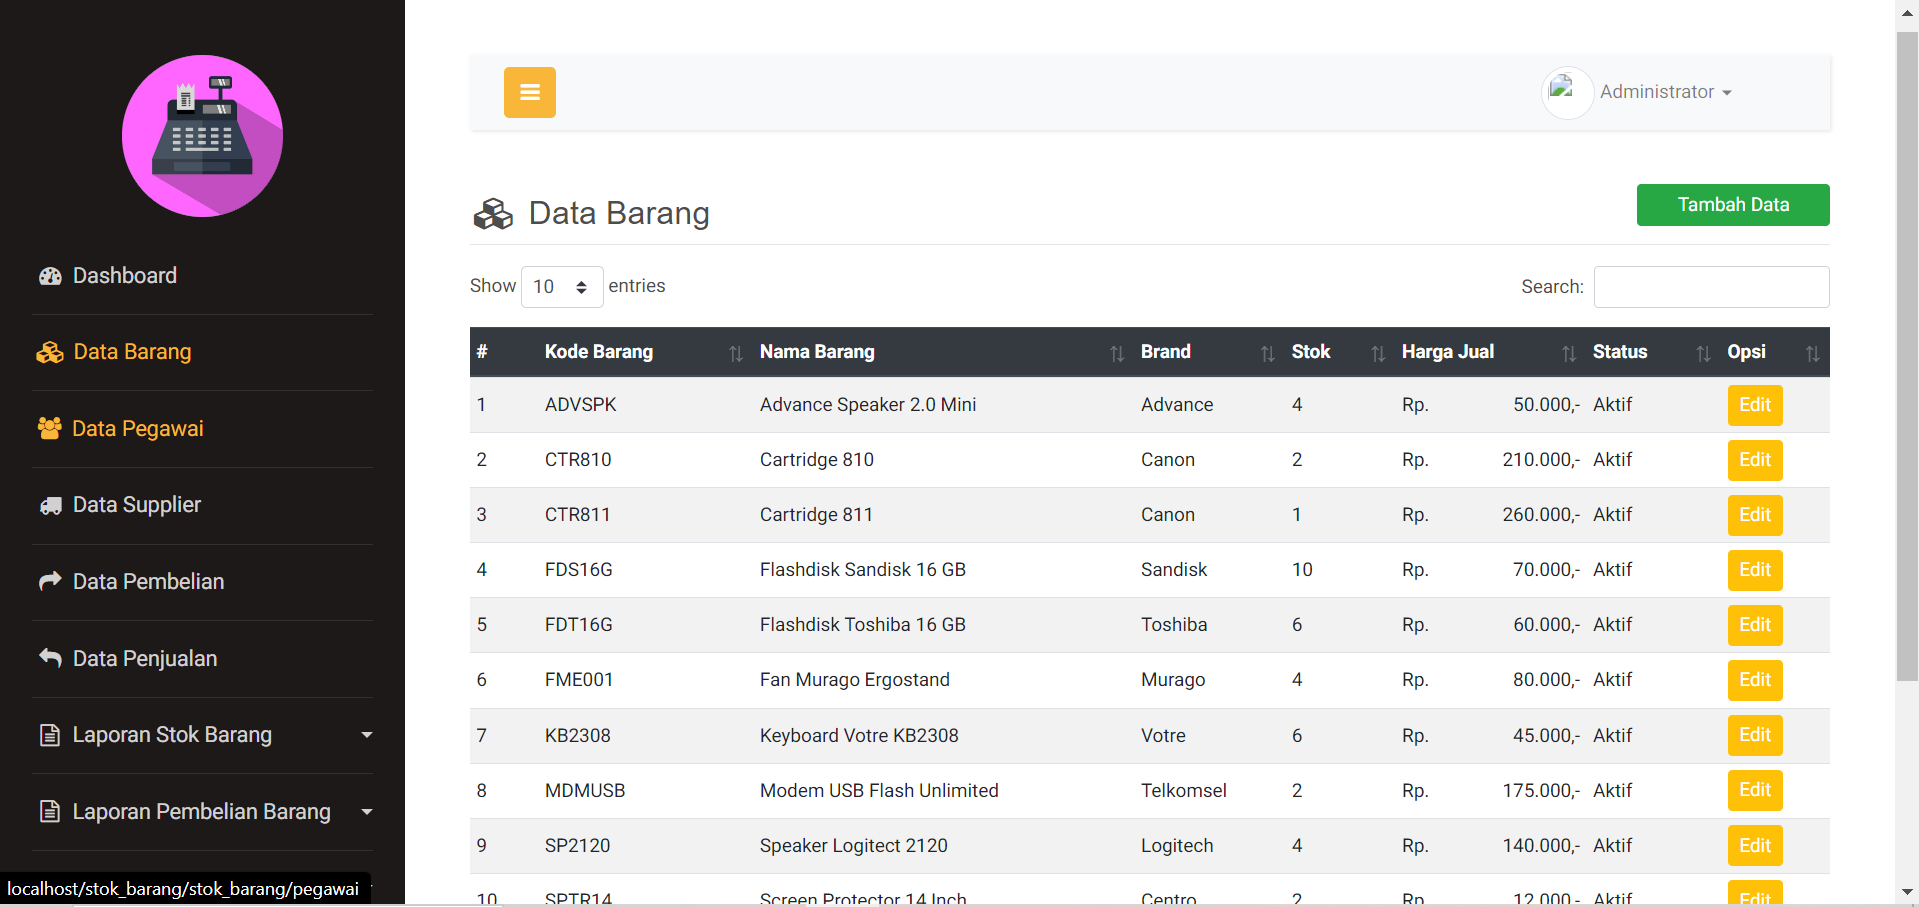 Administrator
Data Barang
Tambah Data
Show 10 entries
Search:
# Kode Barang Nama Barang Brand Stok Harga Jual Status Opsi
1 ADVSPK Advance Speaker 2.0 Mini Advance 4 Rp. 50.000,- Aktif Edit
2 CTR810 Cartridge 810 Canon 2 Rp. 210.000,- Aktif Edit
3 CTR811 Cartridge 811 Canon 1 Rp. 260.000,- Aktif Edit
4 FDS16G Flashdisk Sandisk 16 GB Sandisk 10 Rp. 70.000,- Aktif Edit
5 FDT16G Flashdisk Toshiba 16 GB Toshiba 6 Rp. 60.000,- Aktif Edit
6 FME001 Fan Murago Ergostand Murago 4 Rp. 80.000,- Aktif Edit
7 KB2308 Keyboard Votre KB2308 Votre 6 Rp. 45.000,- Aktif Edit
8 MDMUSB Modem USB Flash Unlimited Telkomsel 2 Rp. 175.000,- Aktif Edit
9 SP2120 Speaker Logitect 2120 Logitech 4 Rp. 140.000,- Aktif Edit
10 SPTR14 Screen Protector 14 Inch Centro 2 Rp. 12.000,- Aktif Edit
Dashboard
Data Barang
Data Pegawai
Data Supplier
Data Pembelian
Data Penjualan
Laporan Stok Barang
Laporan Pembelian Barang
localhost/stok_barang/stok_barang/pegawai